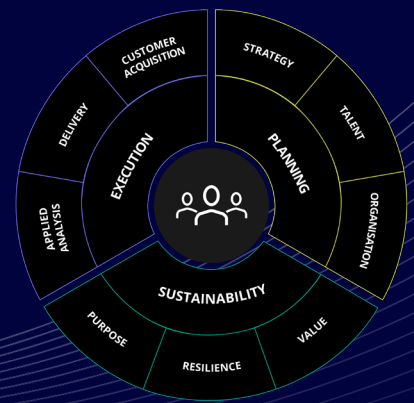 CUSTOMER
ACQUISITION
STRATEGY
DELIVERY
TALENT
EXECUTION
PLANNING
APPLIED
ANALYSIS
ORGANISATION
SUSTAINABILITY
PURPOSE
RESILIENCE
VALUE